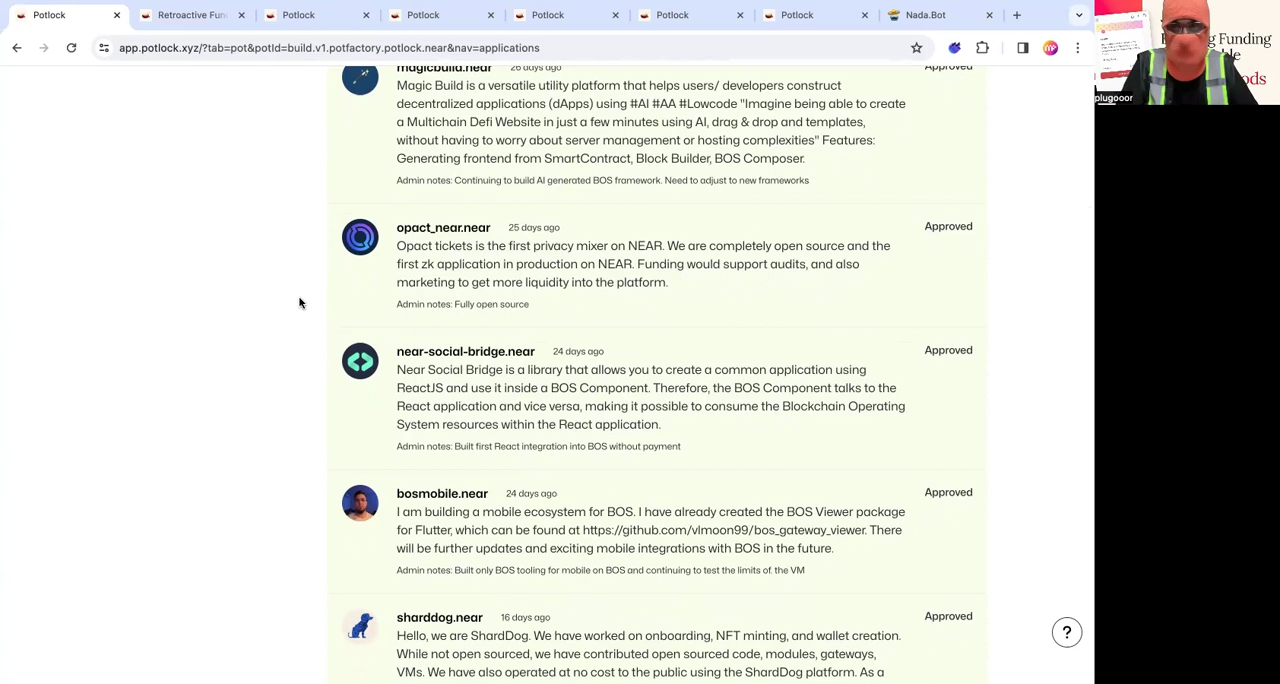 Potlock
Retroactive Fun
Potlock
Potlock
Potlock
Potlock
Potlock
Nada.Bot
app.potlock.xyz/?tab=pot&potId=build.v1.potfactory.potlock.near&nav=applications
g Funding
ods
plugooor
days ago
Approved
Magic Build is a versatile utility platform that helps users/ developers construct
decentralized applications (dApps) using #AI #AA #Lowcode "Imagine being able to create
a Multichain Defi Website in just a few minutes using AI, drag & drop and templates,
without having to worry about server management or hosting complexities" Features:
Generating frontend from SmartContract, Block Builder, BOS Composer.
Admin notes: Continuing to build AI generated BOS framework. Need to adjust to new frameworks
opact_near.near 25 days ago Approved
Opact tickets is the first privacy mixer on NEAR. We are completely open source and the
first zk application in production on NEAR. Funding would support audits, and also
marketing to get more liquidity into the platform.
Admin notes: Fully open source
near-social-bridge.near 24 days ago Approved
Near Social Bridge is a library that allows you to create a common application using
ReactJS and use it inside a BOS Component. Therefore, the BOS Component talks to the
React application and vice versa, making it possible to consume the Blockchain Operating
System resources within the React application.
Admin notes: Built first React integration into BOS without payment
bosmobile.near 24 days ago Approved
I am building a mobile ecosystem for BOS. I have already created the BOS Viewer package
for Flutter, which can be found at https://github.com/vlmoon99/bos_gateway_viewer. There
will be further updates and exciting mobile integrations with BOS in the future.
Admin notes: Built only BOS tooling for mobile on BOS and continuing to test the limits of. the VM
sharddog.near 16 days ago Approved
Hello, we are ShardDog. We have worked on onboarding, NFT minting, and wallet creation.
While not open sourced, we have contributed open sourced code, modules, gateways,
VMs. We have also operated at no cost to the public using the ShardDog platform. As a
?